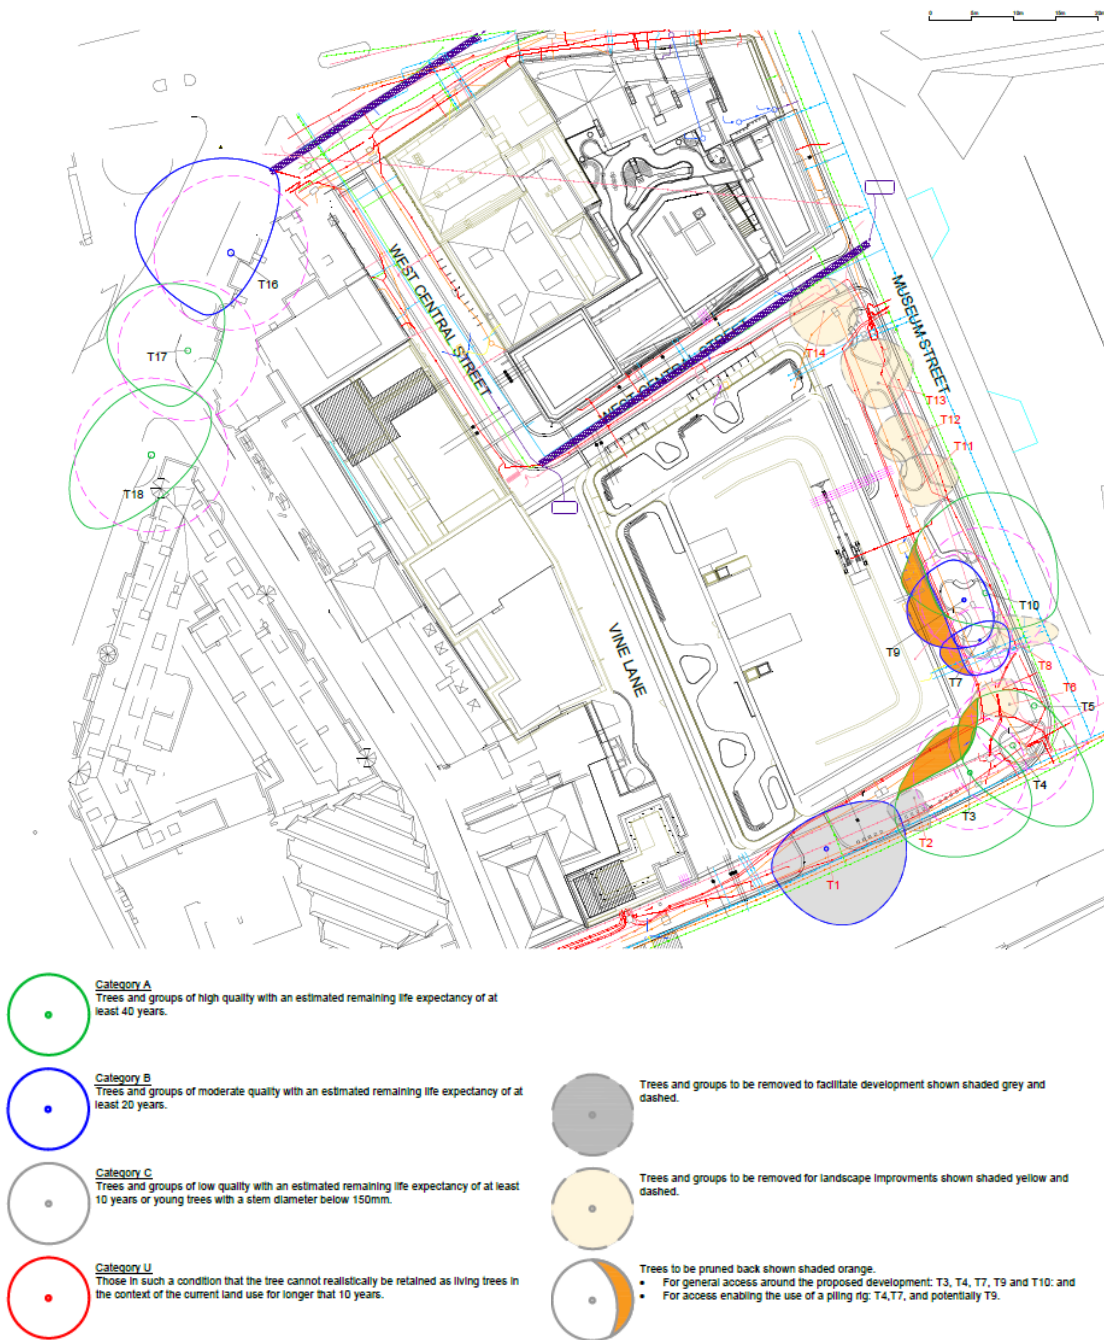 0 5m 10m 15m 20m
T16
WEST CENTRAL STREET
MUSEUM STREET
T17
T14
WEST CENTRAL STREET
T13
T12
T11
T18
T10
T9
VINE LANE
T7
T8
T6
T5
T4
T3
T2
T1
Category A
Trees and groups of high quality with an estimated remaining life expectancy of at
least 40 years.
Category B
Trees and groups of moderate quality with an estimated remaining life expectancy of at
least 20 years.
Category C
Trees and groups of low quality with an estimated remaining life expectancy of at least
10 years or young trees with a stem diameter below 150mm.
Category U
Those in such a condition that the tree cannot realistically be retained as living trees in
the context of the current land use for longer that 10 years.
Trees and groups to be removed to facilitate development shown shaded grey and
dashed.
Trees and groups to be removed for landscape improvments shown shaded yellow and
dashed.
Trees to be pruned back shown shaded orange.
• For general access around the proposed development: T3, T4, T7, T9 and T10: and
• For access enabling the use of a piling rig: T4,T7, and potentially T9.